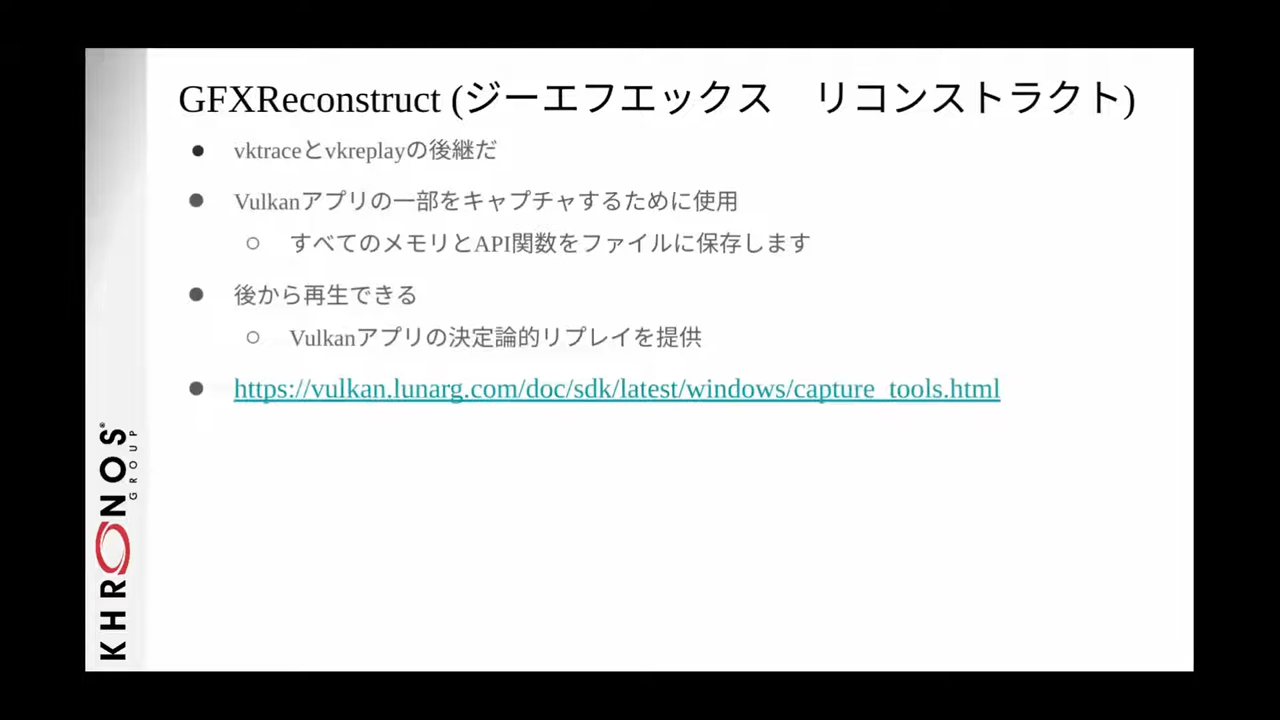 GFXReconstruct (ジーエフエックス　リコンストラクト)
● vktraceとvkreplayの後継だ
● Vulkanアプリの一部をキャプチャするために使用
○ すべてのメモリとAPI関数をファイルに保存します
● 後から再生できる
○ Vulkanアプリの決定論的リプレイを提供
● https://vulkan.lunarg.com/doc/sdk/latest/windows/capture_tools.html
KHRONOS®
GROUP